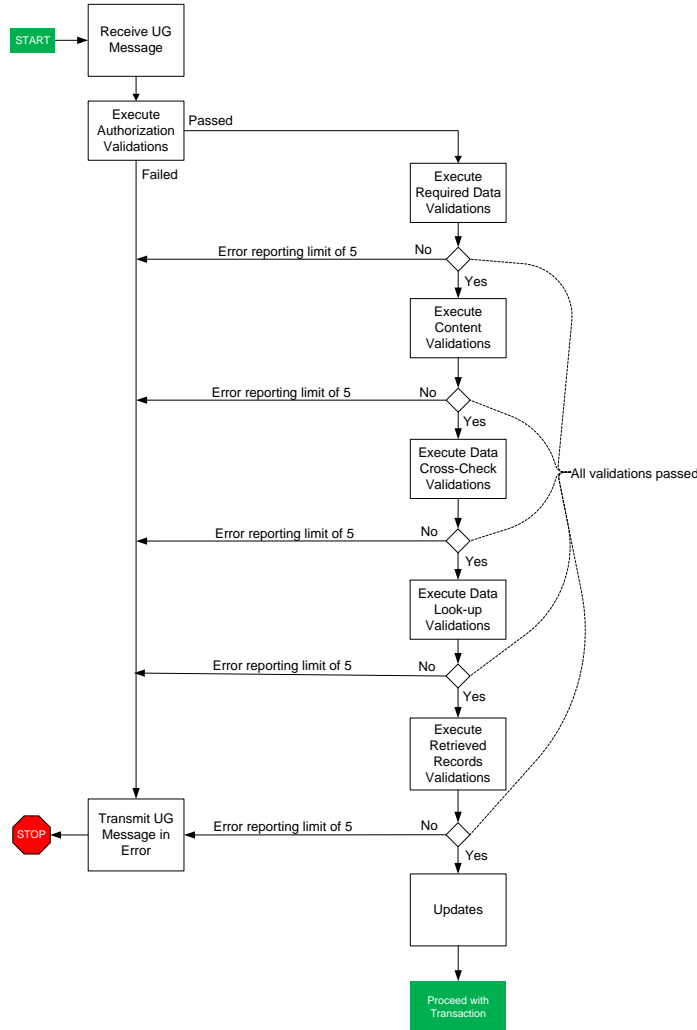 START
Receive UG
Message
Execute
Authorization
Validations
Passed
Failed
Execute
Required Data
Validations
Error reporting limit of 5
No
Yes
Execute
Content
Validations
Error reporting limit of 5
No
Yes
Execute Data
Cross-Check
Validations
All validations passed
Error reporting limit of 5
No
Yes
Execute Data
Look-up
Validations
Error reporting limit of 5
No
Yes
Execute
Retrieved
Records
Validations
STOP
Transmit UG
Message in
Error
Error reporting limit of 5
No
Yes
Updates
Proceed with
Transaction